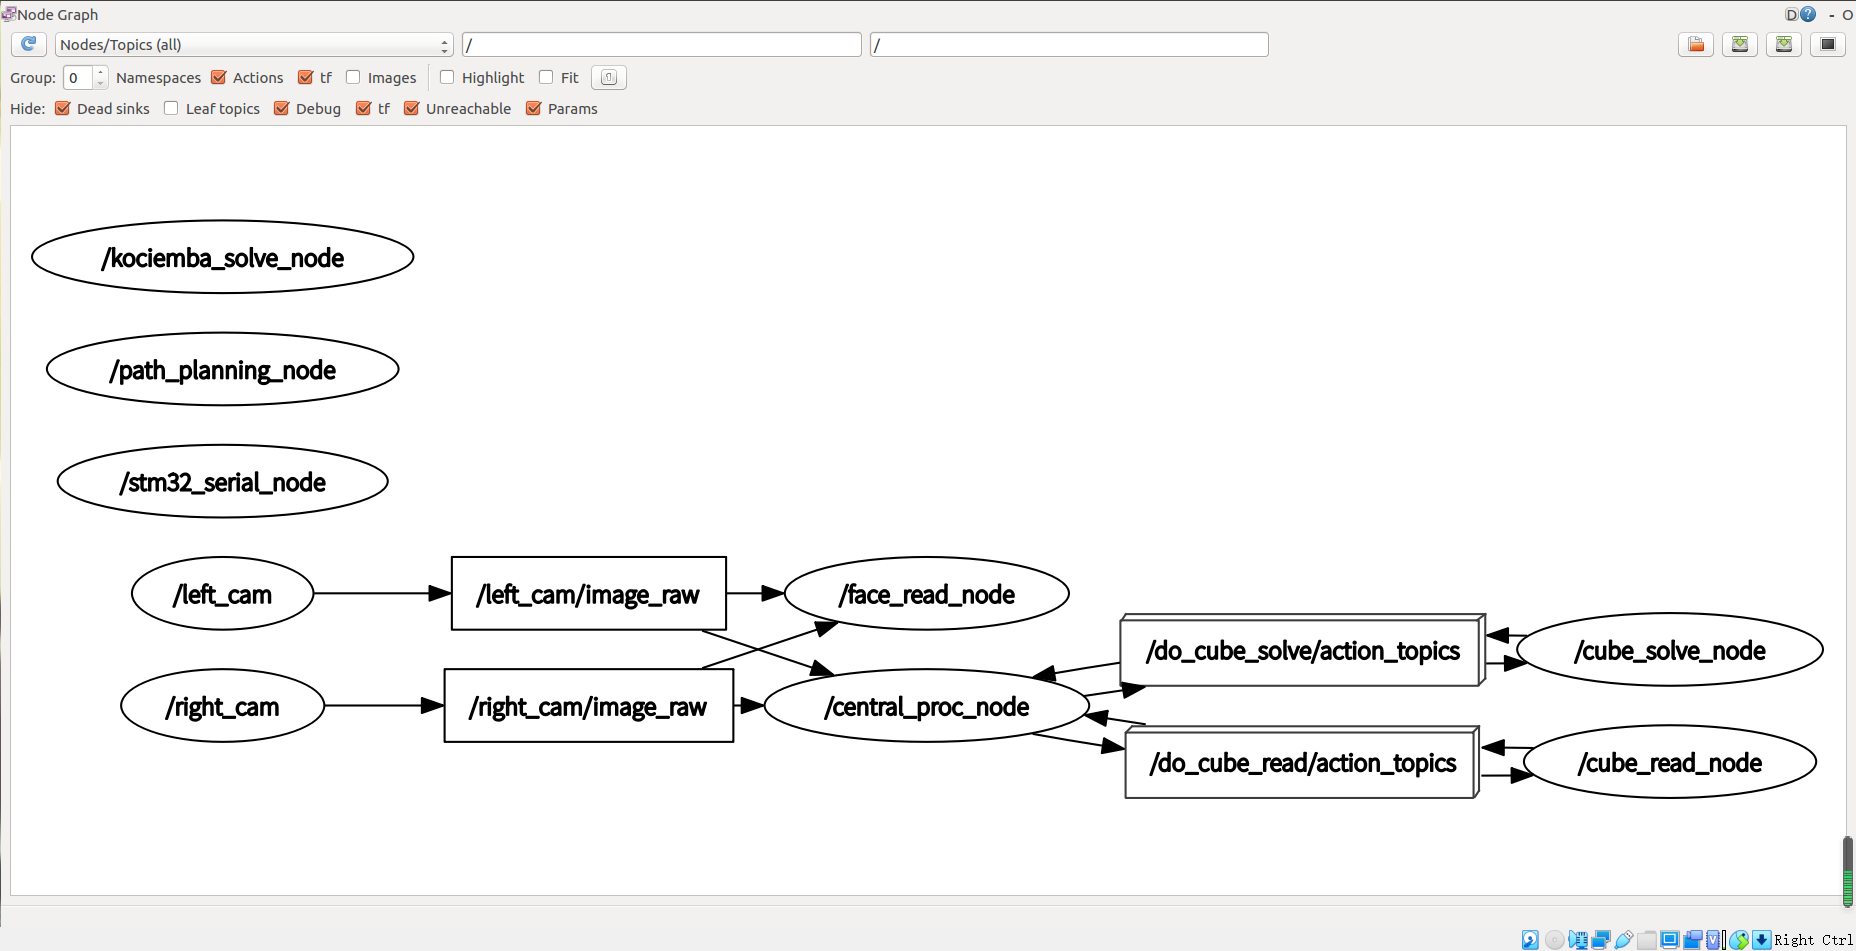 Node Graph
D ? - O
Nodes/Topics (all) / /
Group: 0 Namespaces Actions tf Images Highlight Fit
Hide: Dead sinks Leaf topics Debug tf Unreachable Params
/kociemba_solve_node
/path_planning_node
/stm32_serial_node
/left_cam /left_cam/image_raw /face_read_node
/do_cube_solve/action_topics /cube_solve_node
/right_cam /right_cam/image_raw /central_proc_node
/do_cube_read/action_topics /cube_read_node
Right Ctrl